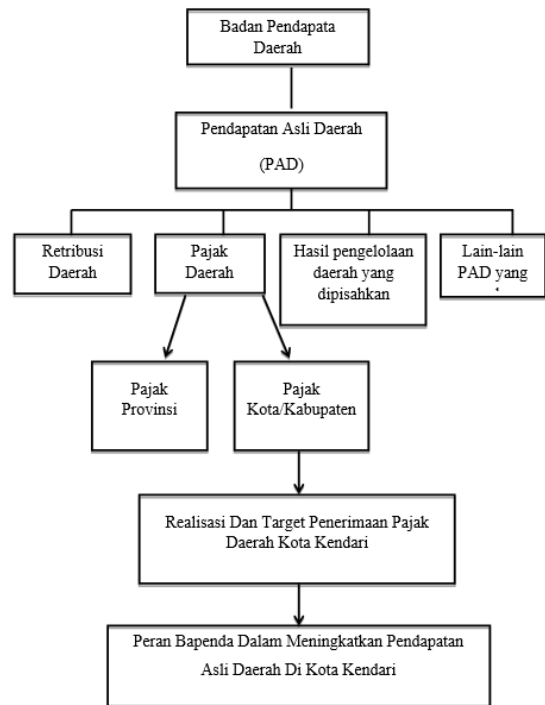 Badan Pendapata
Daerah
Pendapatan Asli Daerah
(PAD)
Retribusi
Daerah
Pajak
Daerah
Hasil pengelolaan
daerah yang
dipisahkan
Lain-lain
PAD yang
Pajak
Provinsi
Pajak
Kota/Kabupaten
Realisasi Dan Target Penerimaan Pajak
Daerah Kota Kendari
Peran Bapenda Dalam Meningkatkan Pendapatan
Asli Daerah Di Kota Kendari